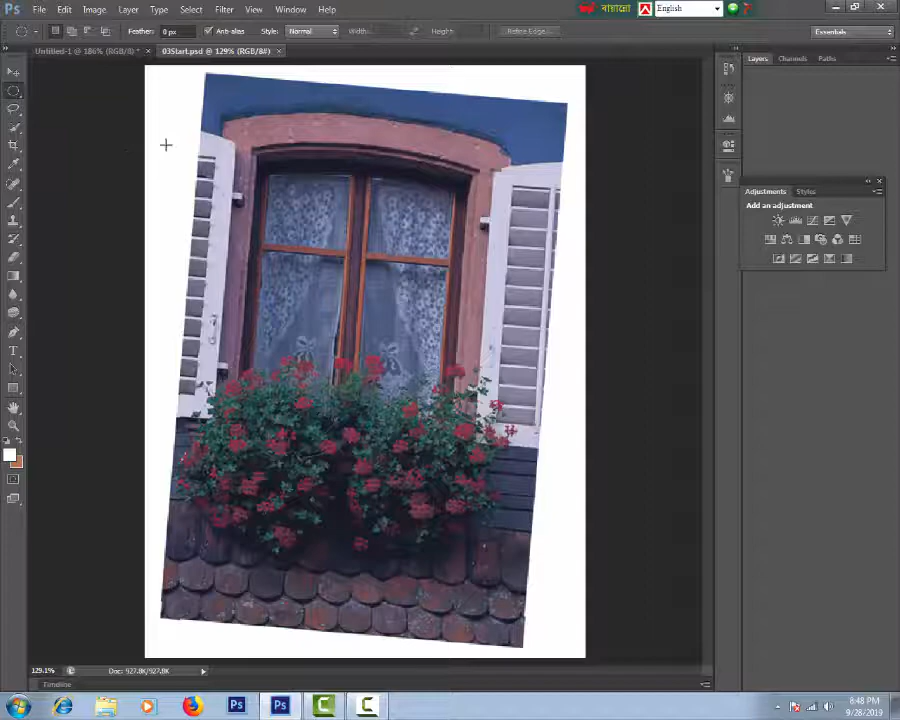 Ps File Edit Image Layer Type Select Filter View Window Help
বাংলা English
Feather: 0 px Anti-alias Style: Normal Width: Height: Refine Edge... Essentials
Untitled-1 @ 186% (RGB/8) * × 03Start.psd @ 129% (RGB/8#) ×
Layers Channels Paths
Adjustments Styles
Add an adjustment
129.1% Doc: 927.8K/927.8K
Timeline
8:48 PM
9/28/2019